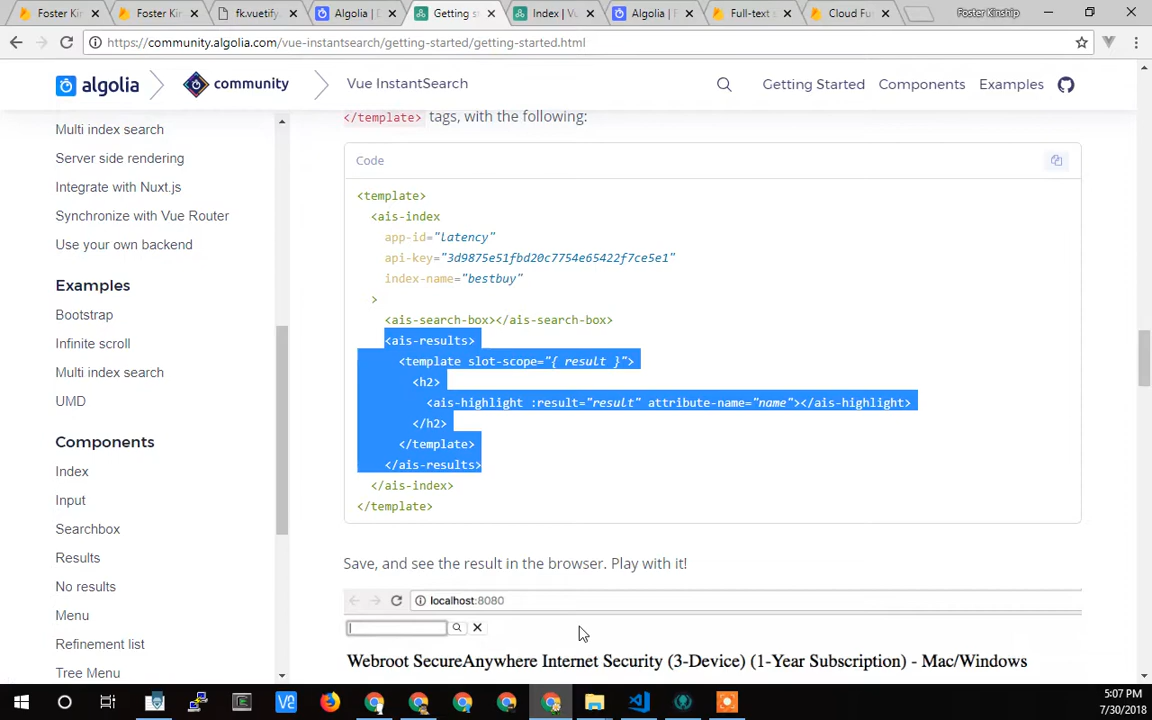 Foster Kin
Foster Kin
fk.vuetify.
Algolia | D
Getting s
Index | Vu
Algolia | F
Full-text s
Cloud Fu
Foster Kinship
https://community.algolia.com/vue-instantsearch/getting-started/getting-started.html
algolia
community
Vue InstantSearch
Getting Started
Components
Examples
Multi index search
Server side rendering
Integrate with Nuxt.js
Synchronize with Vue Router
Use your own backend
Examples
Bootstrap
Infinite scroll
Multi index search
UMD
Components
Index
Input
Searchbox
Results
No results
Menu
Refinement list
Tree Menu
</template> tags, with the following:
Code
<template>
<ais-index
app-id="latency"
api-key="3d9875e51fbd20c7754e65422f7ce5e1"
index-name="bestbuy"
>
<ais-search-box></ais-search-box>
<ais-results>
<template slot-scope="{ result }">
<h2>
<ais-highlight :result="result" attribute-name="name"></ais-highlight>
</h2>
</template>
</ais-results>
</ais-index>
</template>
Save, and see the result in the browser. Play with it!
localhost:8080
Webroot SecureAnywhere Internet Security (3-Device) (1-Year Subscription) - Mac/Windows
5:07 PM
7/30/2018